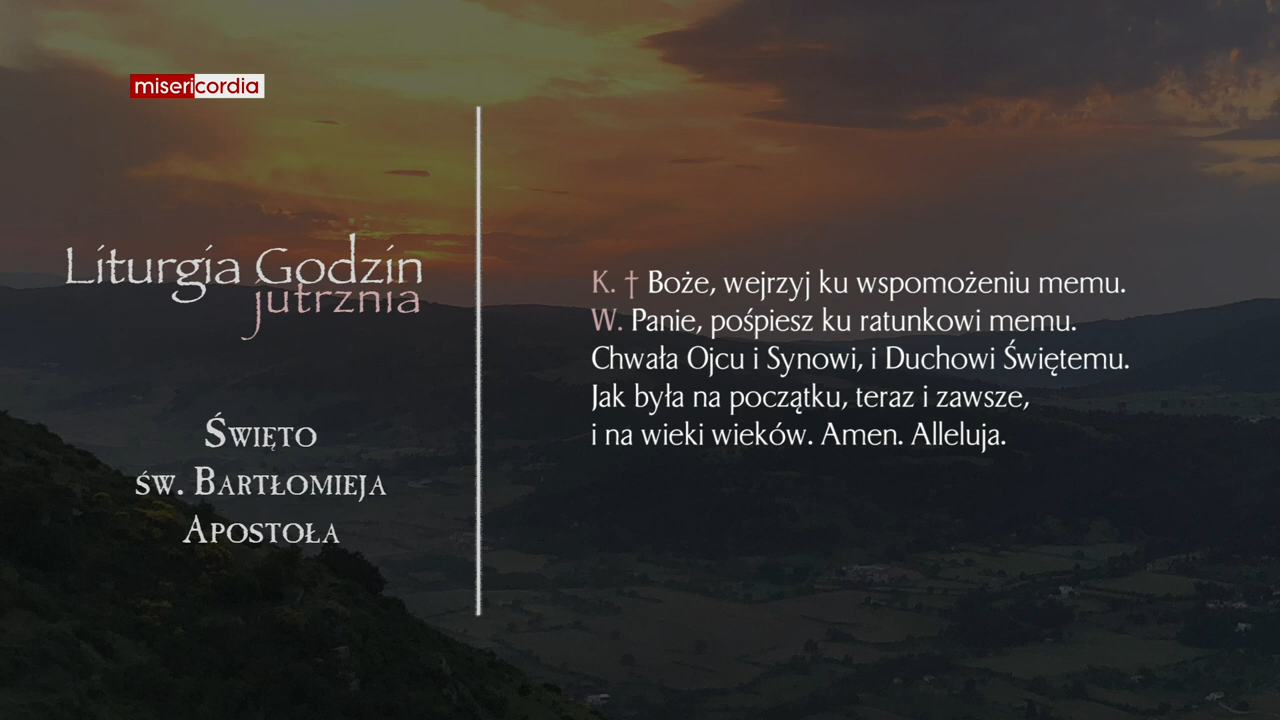 misericordia
Liturgia Godzin
jutrznia
Święto
św. Bartłomieja
Apostoła
K. † Boże, wejrzyj ku wspomożeniu memu.
W. Panie, pośpiesz ku ratunkowi memu.
Chwała Ojcu i Synowi, i Duchowi Świętemu.
Jak była na początku, teraz i zawsze,
i na wieki wieków. Amen. Alleluja.